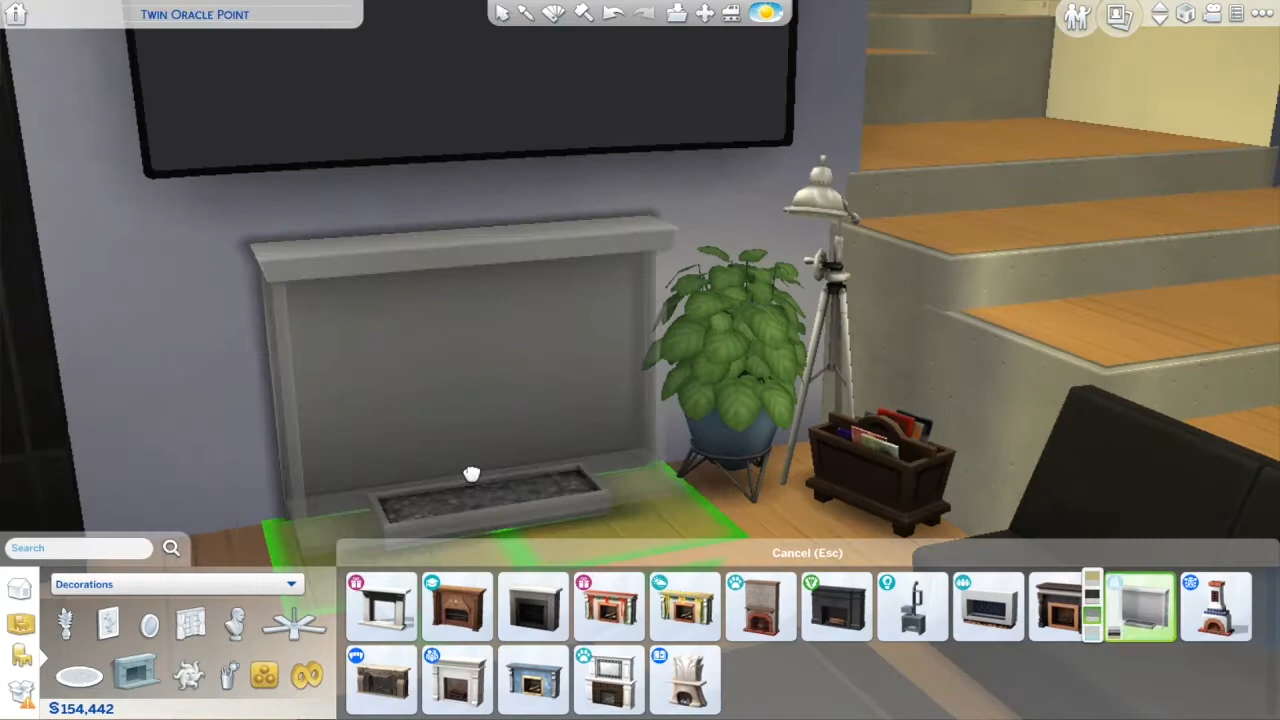 TWIN ORACLE POINT
Cancel (Esc)
Search
Decorations
§154,442